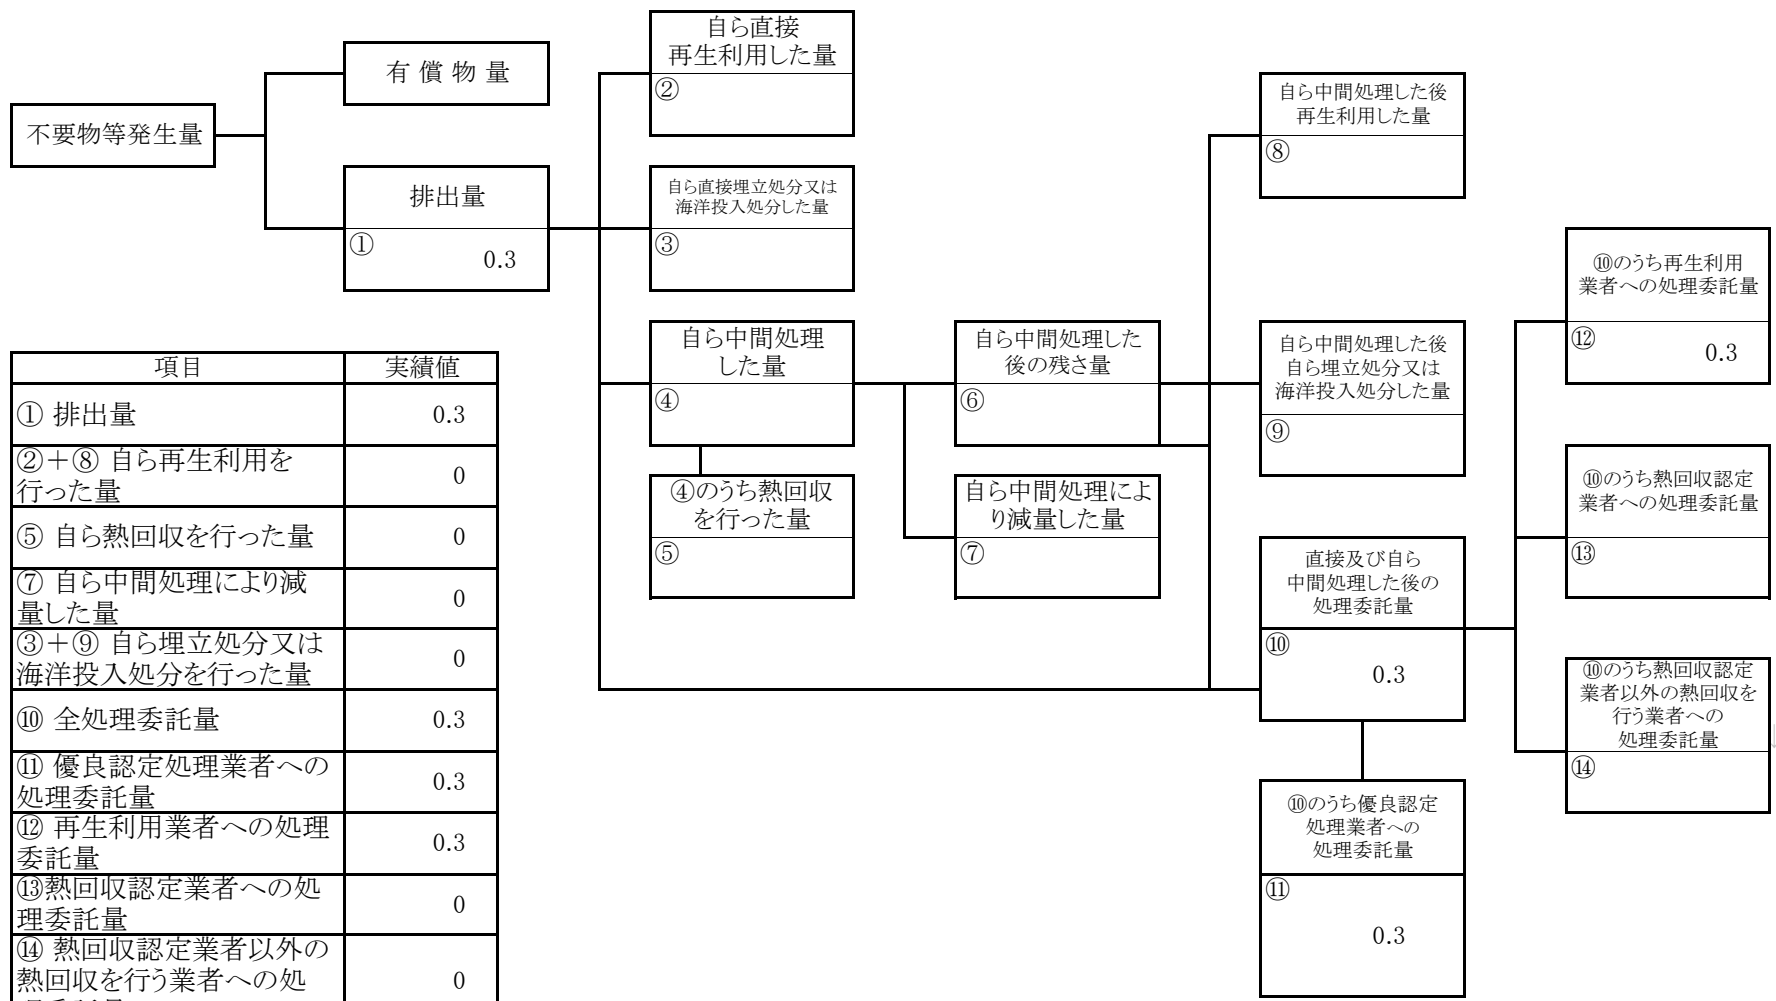 不要物等発生量
有 償 物 量
排出量
①
0.3
自ら直接
再生利用した量
②
自ら直接埋立処分又は
海洋投入処分した量
③
自ら中間処理
した量
④
④のうち熱回収
を行った量
⑤
自ら中間処理した
後の残さ量
⑥
自ら中間処理によ
り減量した量
⑦
自ら中間処理した後
再生利用した量
⑧
自ら中間処理した後
自ら埋立処分又は
海洋投入処分した量
⑨
直接及び自ら
中間処理した後の
処理委託量
⑩
0.3
⑩のうち優良認定
処理業者への
処理委託量
⑪
0.3
⑩のうち再生利用
業者への処理委託量
⑫
0.3
⑩のうち熱回収認定
業者への処理委託量
⑬
⑩のうち熱回収認定
業者以外の熱回収を
行う業者への
処理委託量
⑭
項目 実績値
① 排出量 0.3
②+⑧ 自ら再生利用を
行った量 0
⑤ 自ら熱回収を行った量 0
⑦ 自ら中間処理により減
量した量 0
③+⑨ 自ら埋立処分又は
海洋投入処分を行った量 0
⑩ 全処理委託量 0.3
⑪ 優良認定処理業者への
処理委託量 0.3
⑫ 再生利用業者への処理
委託量 0.3
⑬熱回収認定業者への処
理委託量 0
⑭ 熱回収認定業者以外の
熱回収を行う業者への処 0